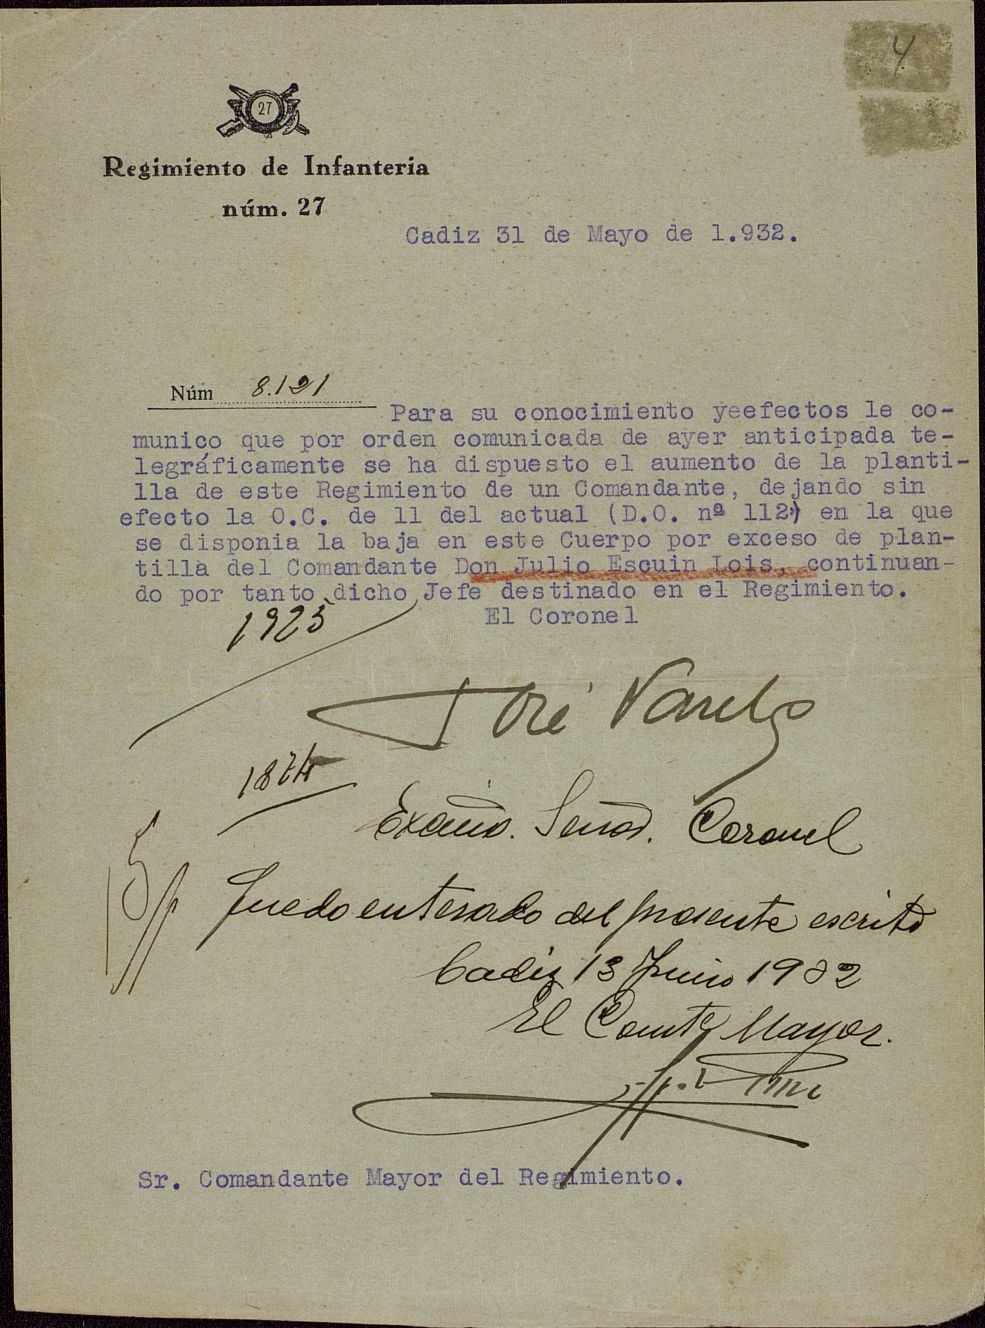 4
27
Regimiento de Infanteria
núm. 27
Cadiz 31 de Mayo de 1.932.
Núm 8.121
Para su conocimiento yeefectos le co-
munico que por orden comunicada de ayer anticipada te-
legráficamente se ha dispuesto el aumento de la planti-
lla de este Regimiento de un Comandante, dejando sin
efecto la O.C. de 11 del actual (D.O. nª 112) en la que
se disponia la baja en este Cuerpo por exceso de plan-
tilla del Comandante Don Julio Escuin Lois, continuan-
do por tanto dicho Jefe destinado en el Regimiento.
El Coronel
1925
José Varela
Excmo. Señor. Coronel
Quedo enterado del presente escrito
Cadiz 13 Junio 1932
El Comte Mayor.
Sr. Comandante Mayor del Regimiento.